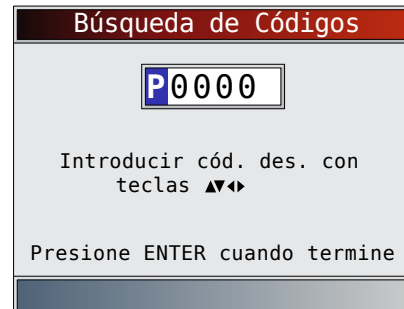 Búsqueda de Códigos
P0000
Introducir cód. des. con
teclas ▲▼◀▶
Presione ENTER cuando termine